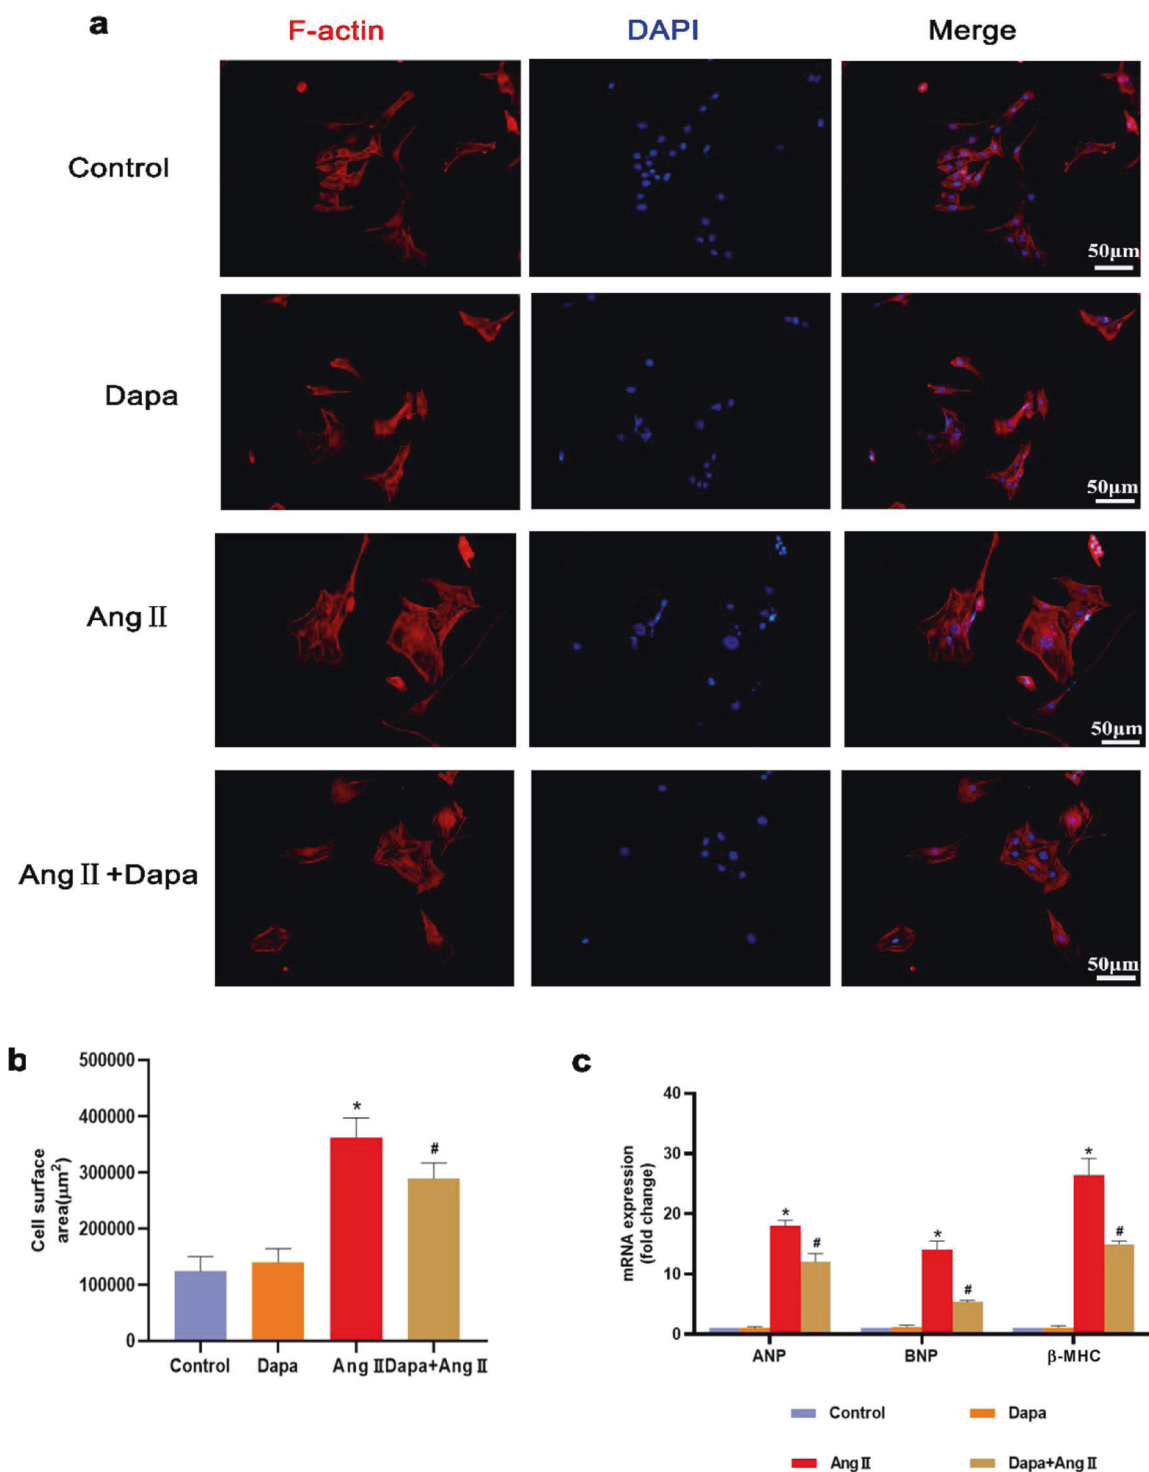 a
F-actin DAPI Merge
Control
50μm
Dapa
50μm
Ang Ⅱ
50μm
Ang Ⅱ+Dapa
50μm
b
Cell surface
area(μm²)
500000
400000
300000
200000
100000
0
*
#
Control Dapa Ang Ⅱ Dapa+Ang Ⅱ
c
mRNA expression
(fold change)
40
30
20
10
0
* # * # * #
ANP BNP β-MHC
Control Dapa
Ang Ⅱ Dapa+Ang Ⅱ